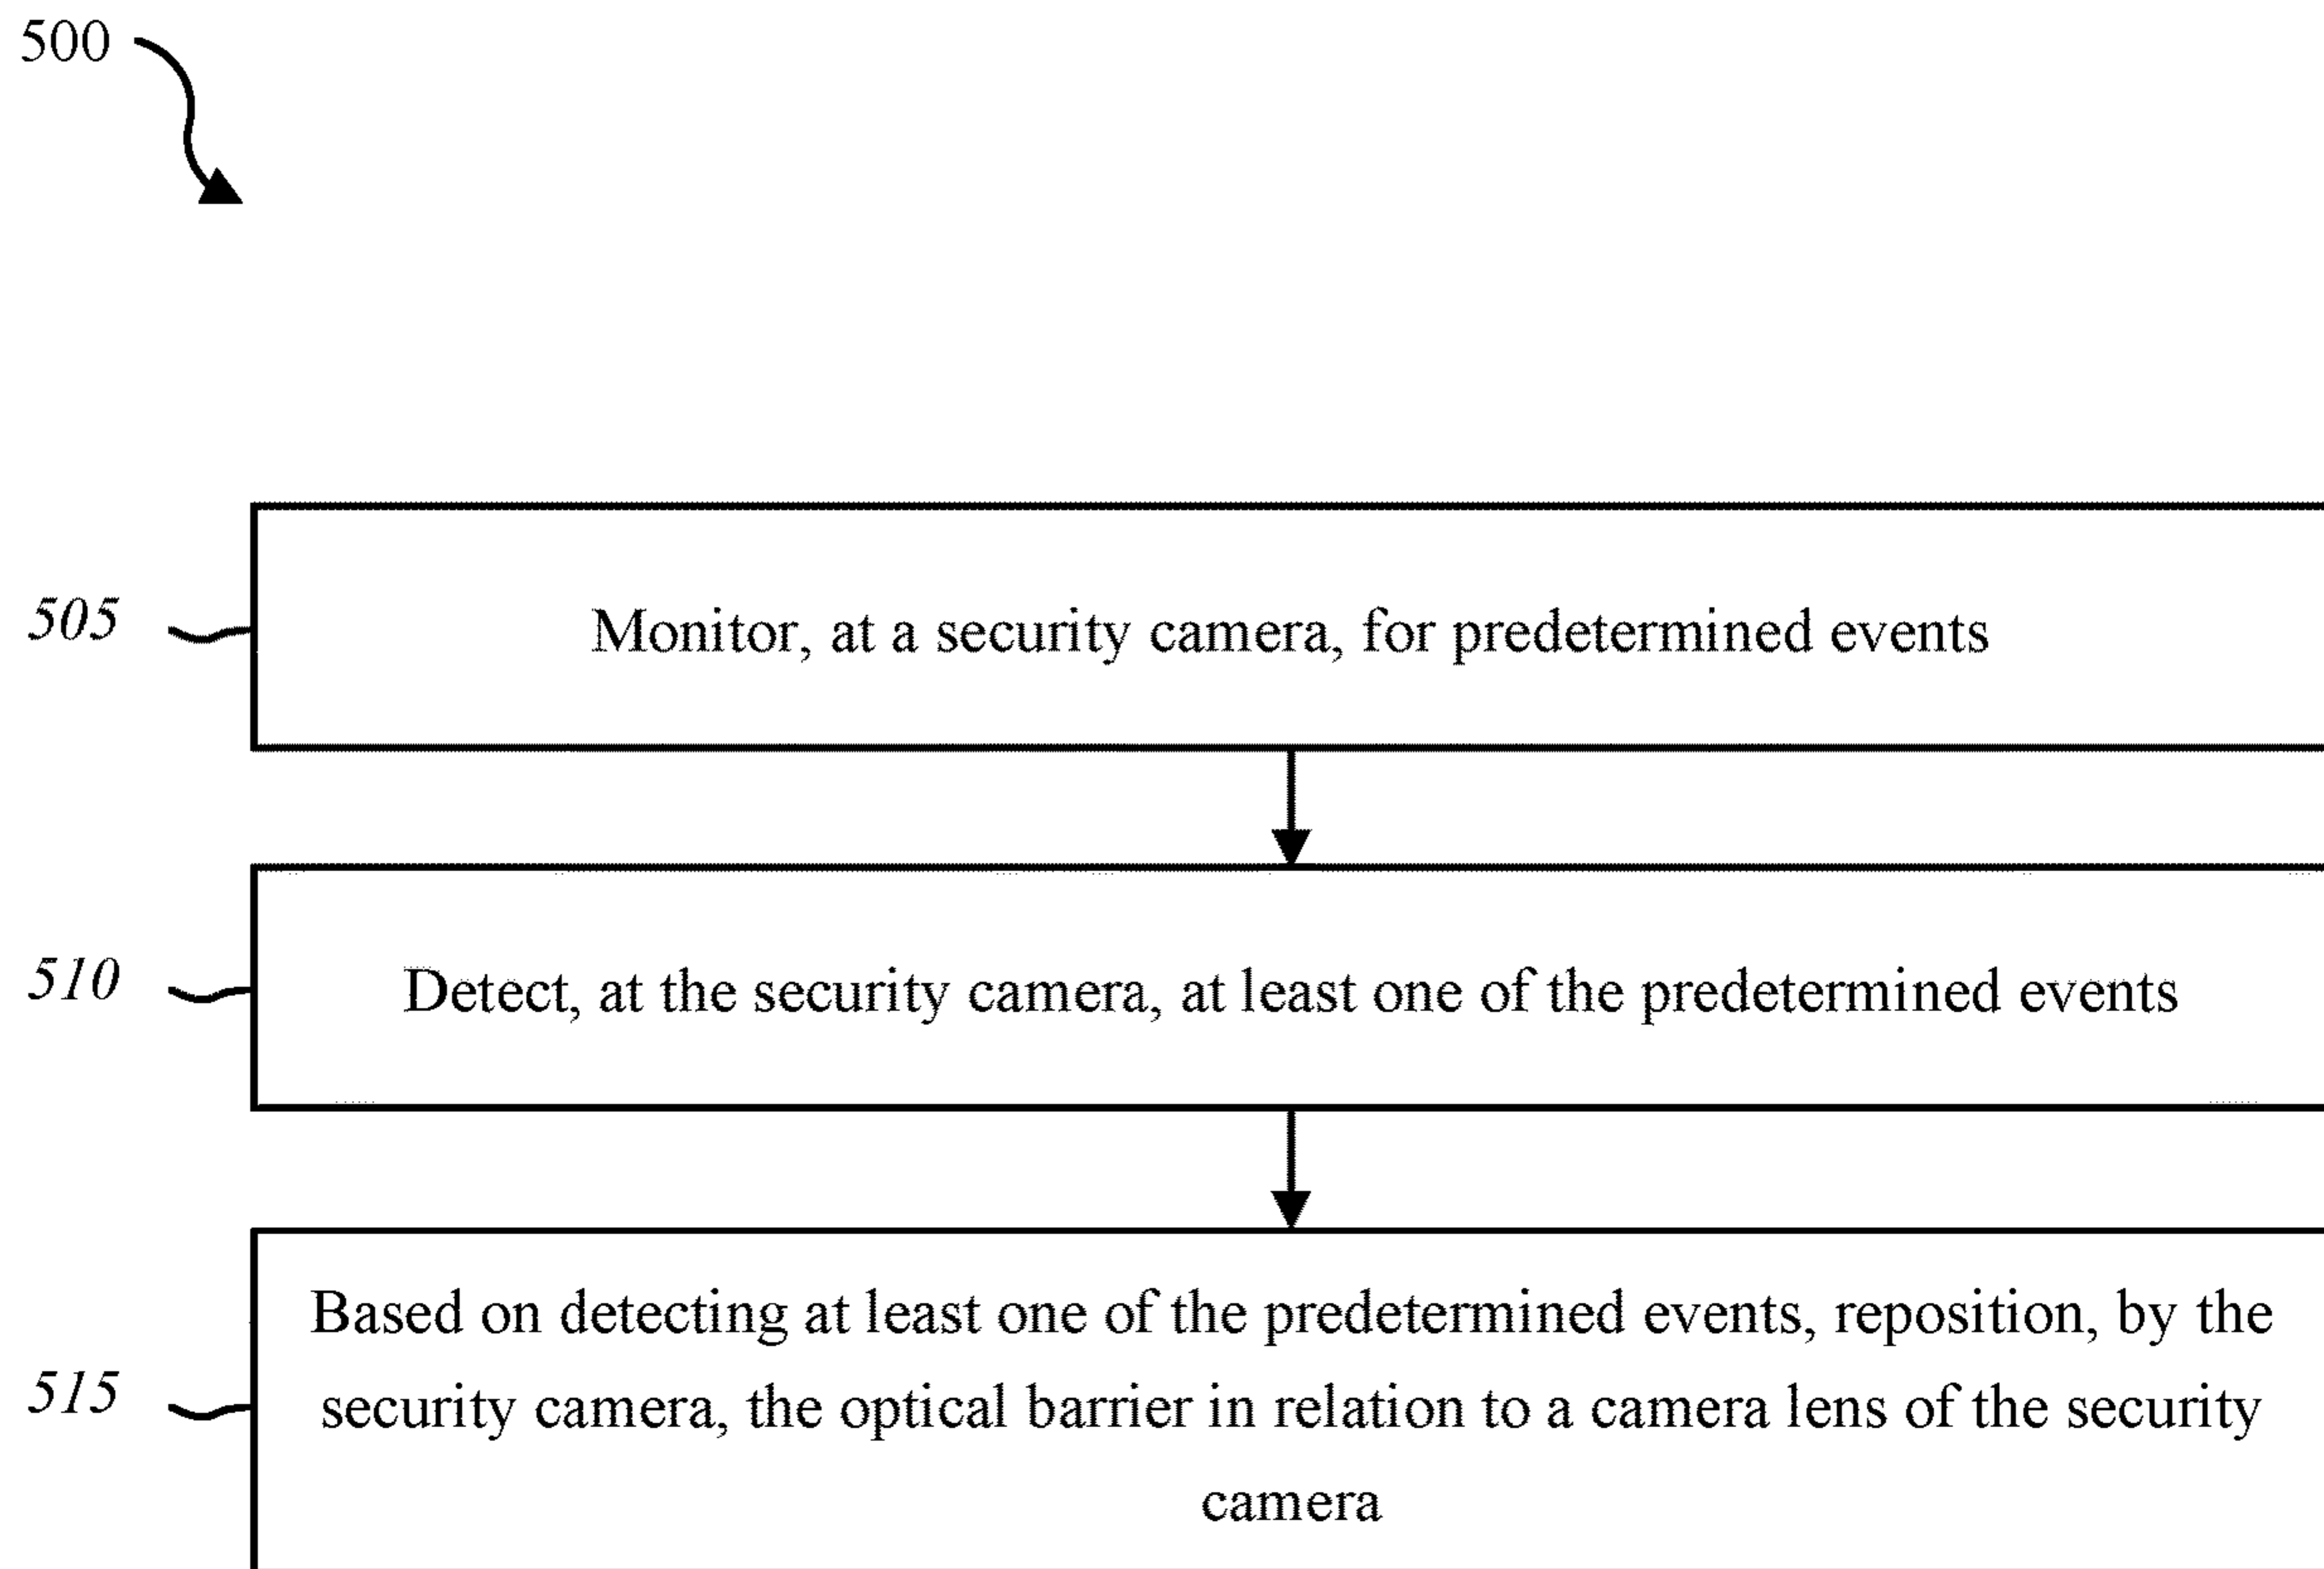 500
505
Monitor, at a security camera, for predetermined events
510
Detect, at the security camera, at least one of the predetermined events
515
Based on detecting at least one of the predetermined events, reposition, by the
security camera, the optical barrier in relation to a camera lens of the security
camera